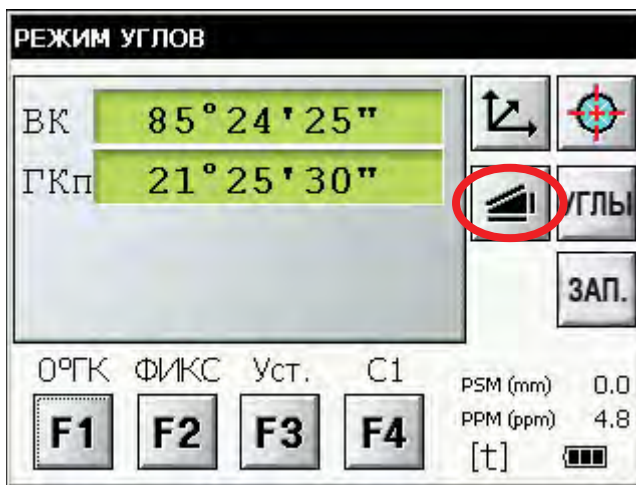 РЕЖИМ УГЛОВ
ВК 85°24'25"
ГКп 21°25'30"
УГЛЫ
ЗАП.
0°ГК ФИКС Уст. С1
F1 F2 F3 F4
PSM (mm) 0.0
PPM (ppm) 4.8
[t]